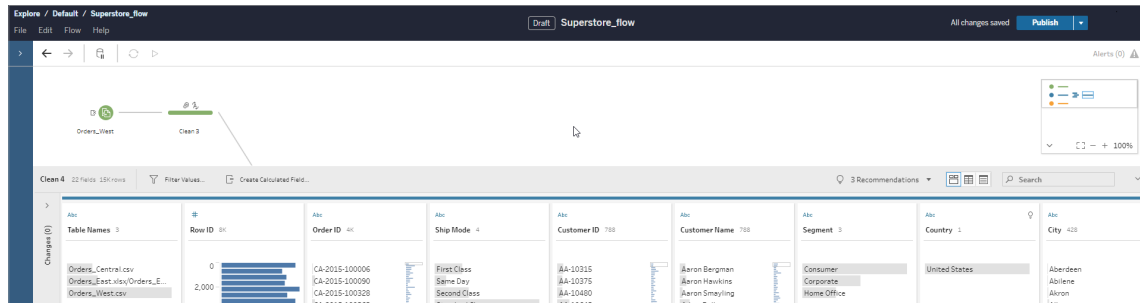 Explore / Default / Superstore_flow
File Edit Flow Help
Draft Superstore_flow
All changes saved Publish
Alerts (0)
Orders_West
Clean 3
100%
Clean 4 22 fields 15K rows Filter Values... Create Calculated Field... 3 Recommendations Search
Changes (0)
Abc
Table Names 3
Orders_Central.csv
Orders_East.xlsx/Orders_E...
Orders_West.csv
#
Row ID 8K
0
2,000
Abc
Order ID 4K
CA-2015-100006
CA-2015-100090
CA-2015-100328
Abc
Ship Mode 4
First Class
Same Day
Second Class
Abc
Customer ID 788
AA-10315
AA-10375
AA-10480
Abc
Customer Name 788
Aaron Bergman
Aaron Hawkins
Aaron Smayling
Abc
Segment 3
Consumer
Corporate
Home Office
Abc
Country 1
United States
Abc
City 428
Aberdeen
Abilene
Akron